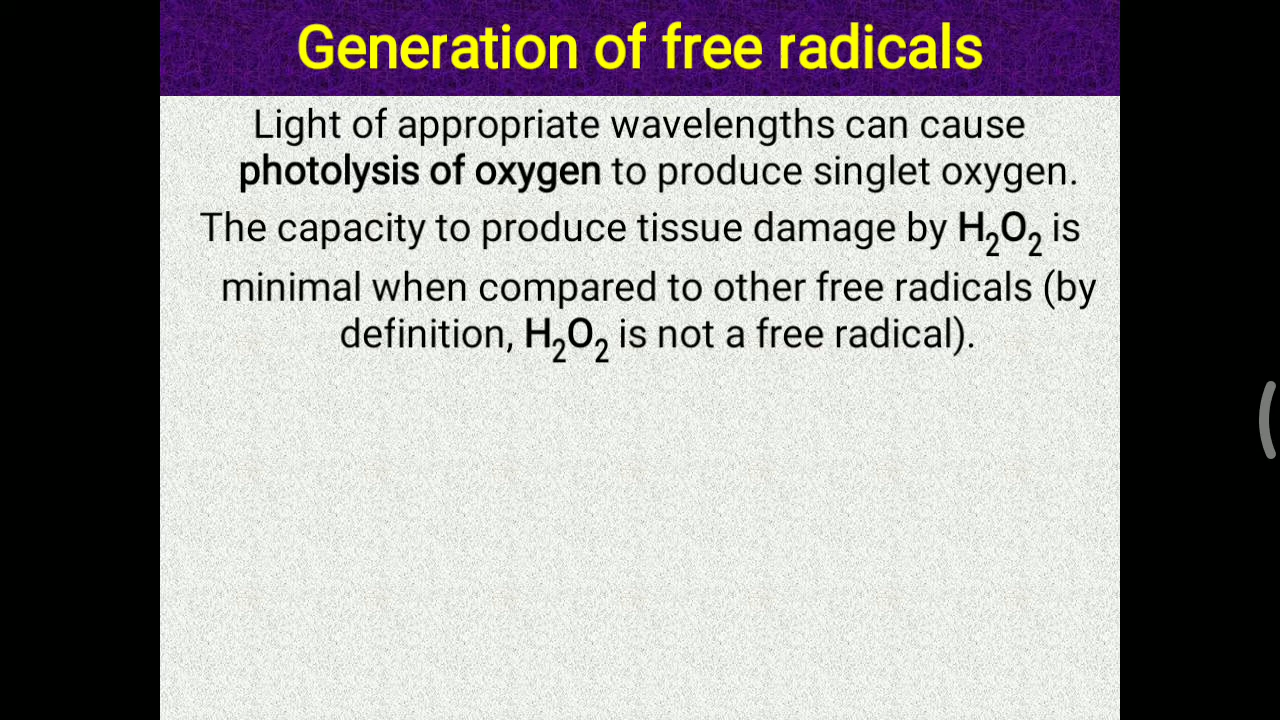 Generation of free radicals
Light of appropriate wavelengths can cause
photolysis of oxygen to produce singlet oxygen.
The capacity to produce tissue damage by H₂O₂ is
minimal when compared to other free radicals (by
definition, H₂O₂ is not a free radical).